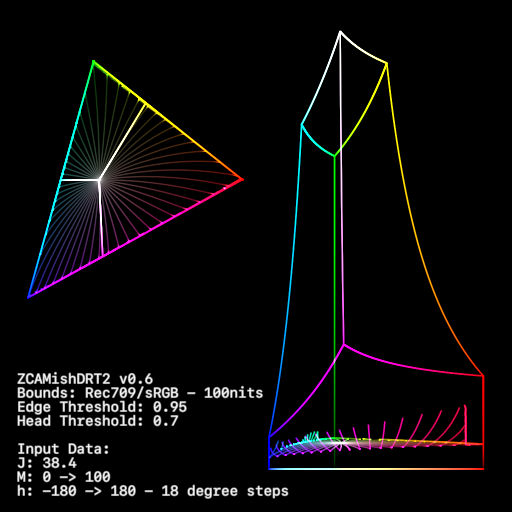 ZCAMishDRT2 v0.6
Bounds: Rec709/sRGB – 100nits
Edge Threshold: 0.95
Head Threshold: 0.7
Input Data:
J: 38.4
M: 0 –> 100
h: –180 –> 180 – 18 degree steps